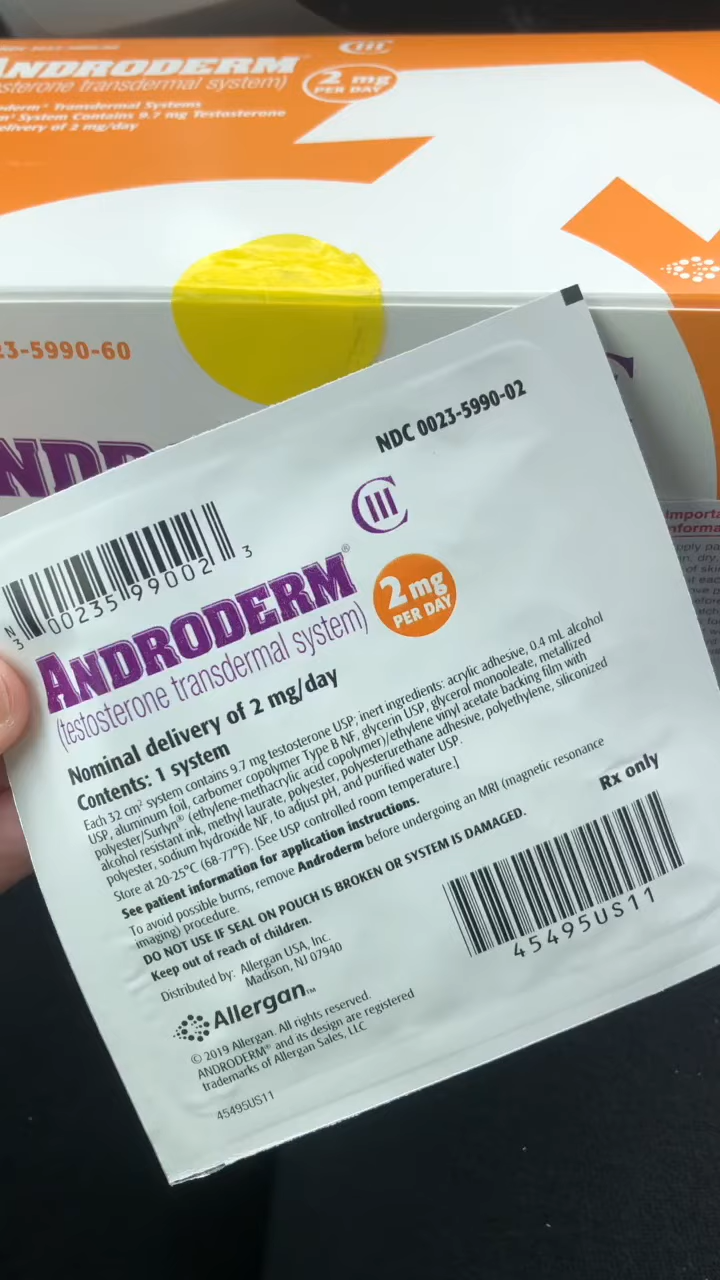 CIII
ANDRODERM®
testosterone transdermal system)
2 mg
PER DAY
Transdermal Systems
System Contains 9.7 mg Testosterone
delivery of 2 mg/day
23-5990-60
NDC 0023-5990-02
CIII
N
3 00235 99002 3
ANDRODERM®
(testosterone transdermal system)
2 mg
PER DAY
Nominal delivery of 2 mg/day
Contents: 1 system
Each 32 cm² system contains 9.7 mg testosterone USP; inert ingredients: acrylic adhesive, 0.4 mL alcohol
USP, aluminum foil, carbomer copolymer Type B NF, glycerin USP, glycerol monooleate, metallized
polyester/Surlyn® (ethylene-methacrylic acid copolymer)/ethylene vinyl acetate backing film with
alcohol resistant ink, methyl laurate, polyester, polyesterurethane adhesive, polyethylene, siliconized
polyester, sodium hydroxide NF, to adjust pH, and purified water USP.
Store at 20-25°C (68-77°F). [See USP controlled room temperature.]
See patient information for application instructions.
To avoid possible burns, remove Androderm before undergoing an MRI (magnetic resonance
imaging) procedure.
DO NOT USE IF SEAL ON POUCH IS BROKEN OR SYSTEM IS DAMAGED.
Keep out of reach of children.
Rx only
Distributed by: Allergan USA, Inc.
Madison, NJ 07940
45495US11
Allergan™
© 2019 Allergan. All rights reserved.
ANDRODERM® and its design are registered
trademarks of Allergan Sales, LLC
45495US11